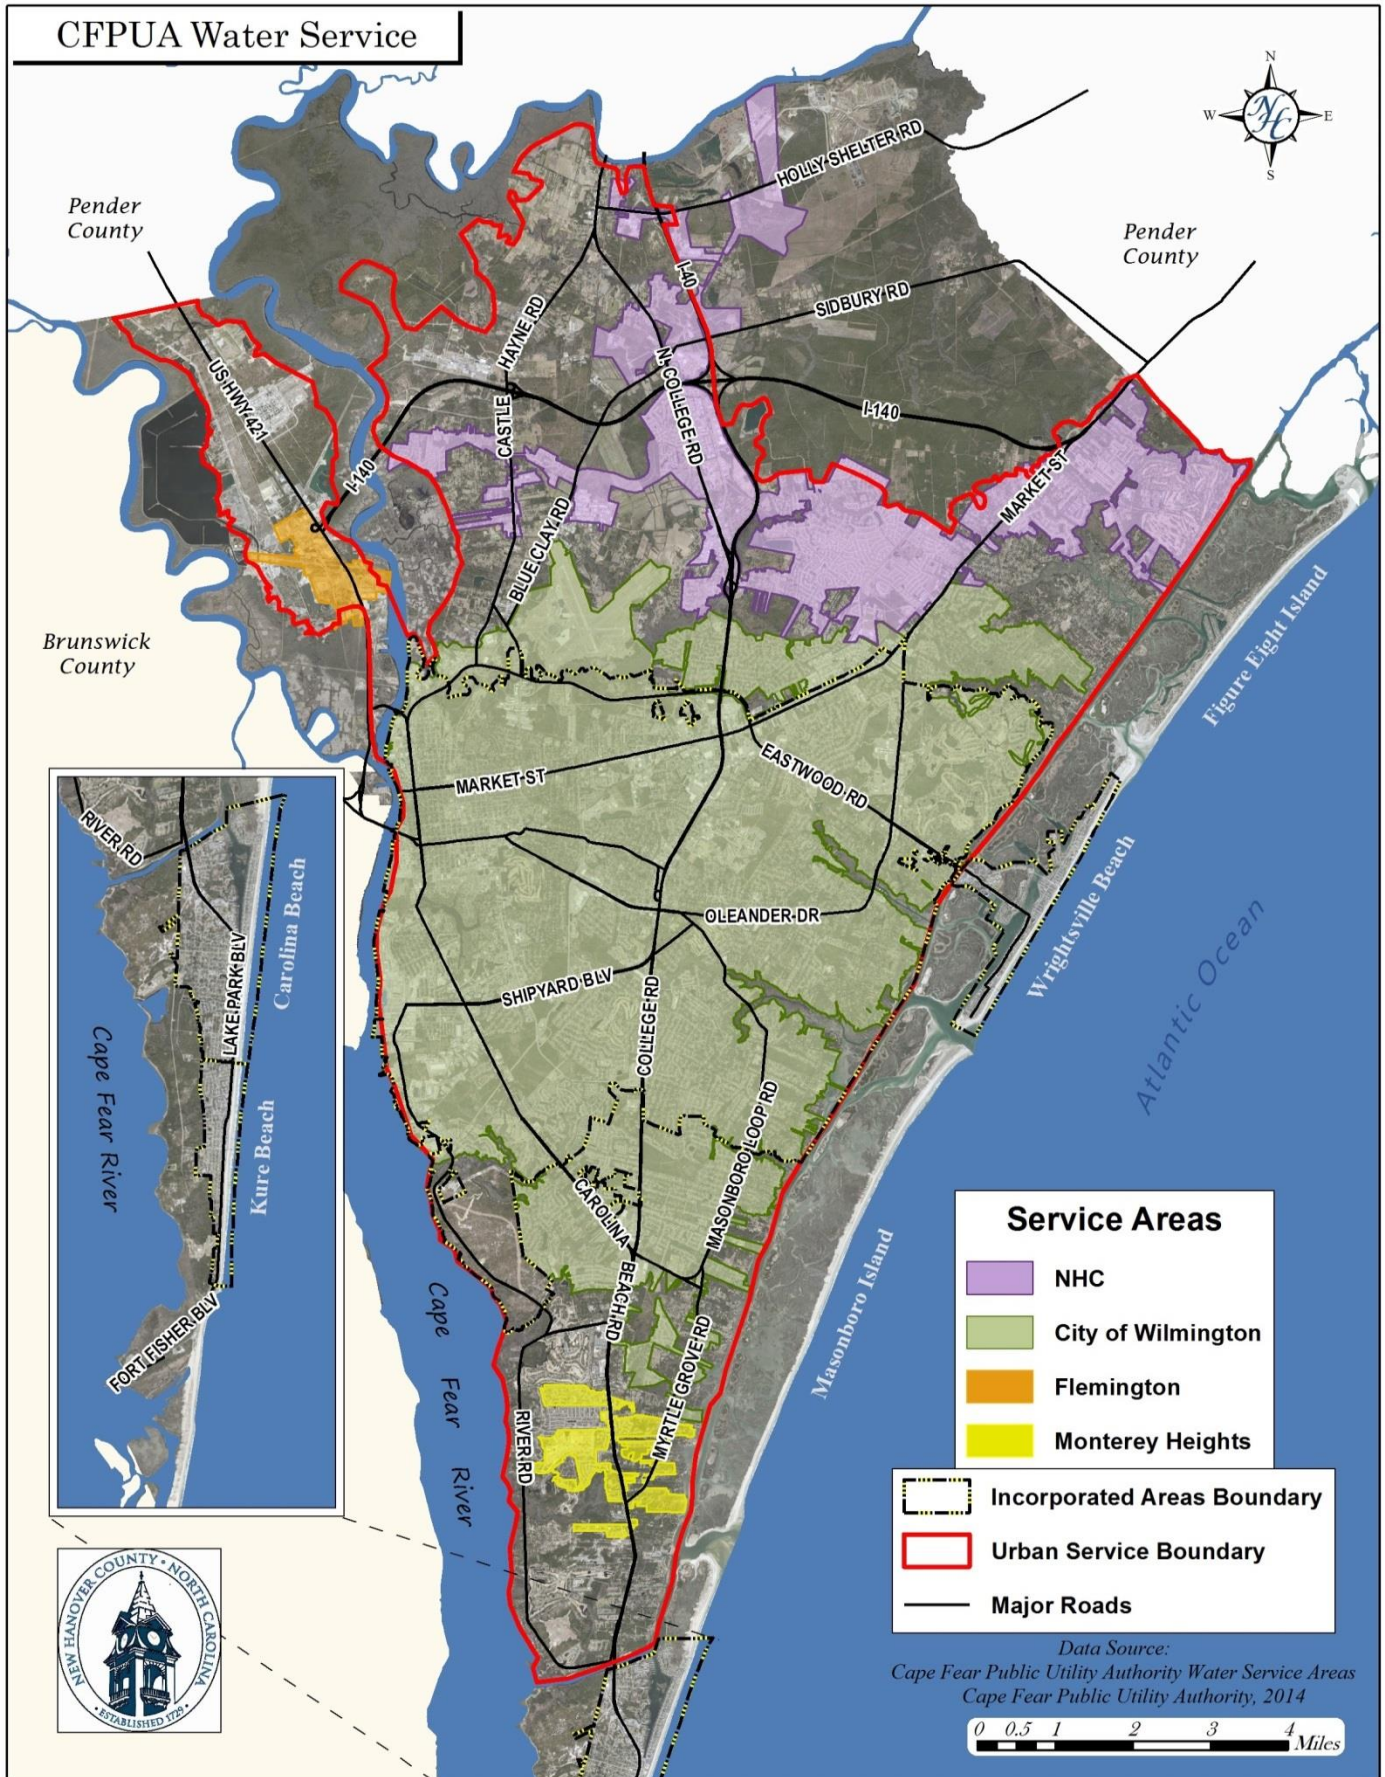 CFPUA Water Service
N
W
E
S
NHC
HOLLY SHELTER RD
Pender
County
Pender
County
I-40
SIDBURY RD
CASTLE HAYNE RD
N. COLLEGE RD
US HWY 421
I-140
I-140
MARKET ST
BLUE CLAY RD
Brunswick
County
Figure Eight Island
EASTWOOD RD
MARKET ST
Wrightsville Beach
OLEANDER DR
Atlantic Ocean
SHIPYARD BLV
COLLEGE RD
MASONBORO LOOP RD
CAROLINA BEACH RD
Masonboro Island
MYRTLE GROVE RD
RIVER RD
Cape Fear River
RIVER RD
LAKE PARK BLV
Carolina Beach
Cape Fear River
Kure Beach
FORT FISHER BLV
Service Areas
NHC
City of Wilmington
Flemington
Monterey Heights
Incorporated Areas Boundary
Urban Service Boundary
Major Roads
Data Source:
Cape Fear Public Utility Authority Water Service Areas
Cape Fear Public Utility Authority, 2014
0 0.5 1 2 3 4
Miles
NEW HANOVER COUNTY • NORTH CAROLINA
• ESTABLISHED 1729 •